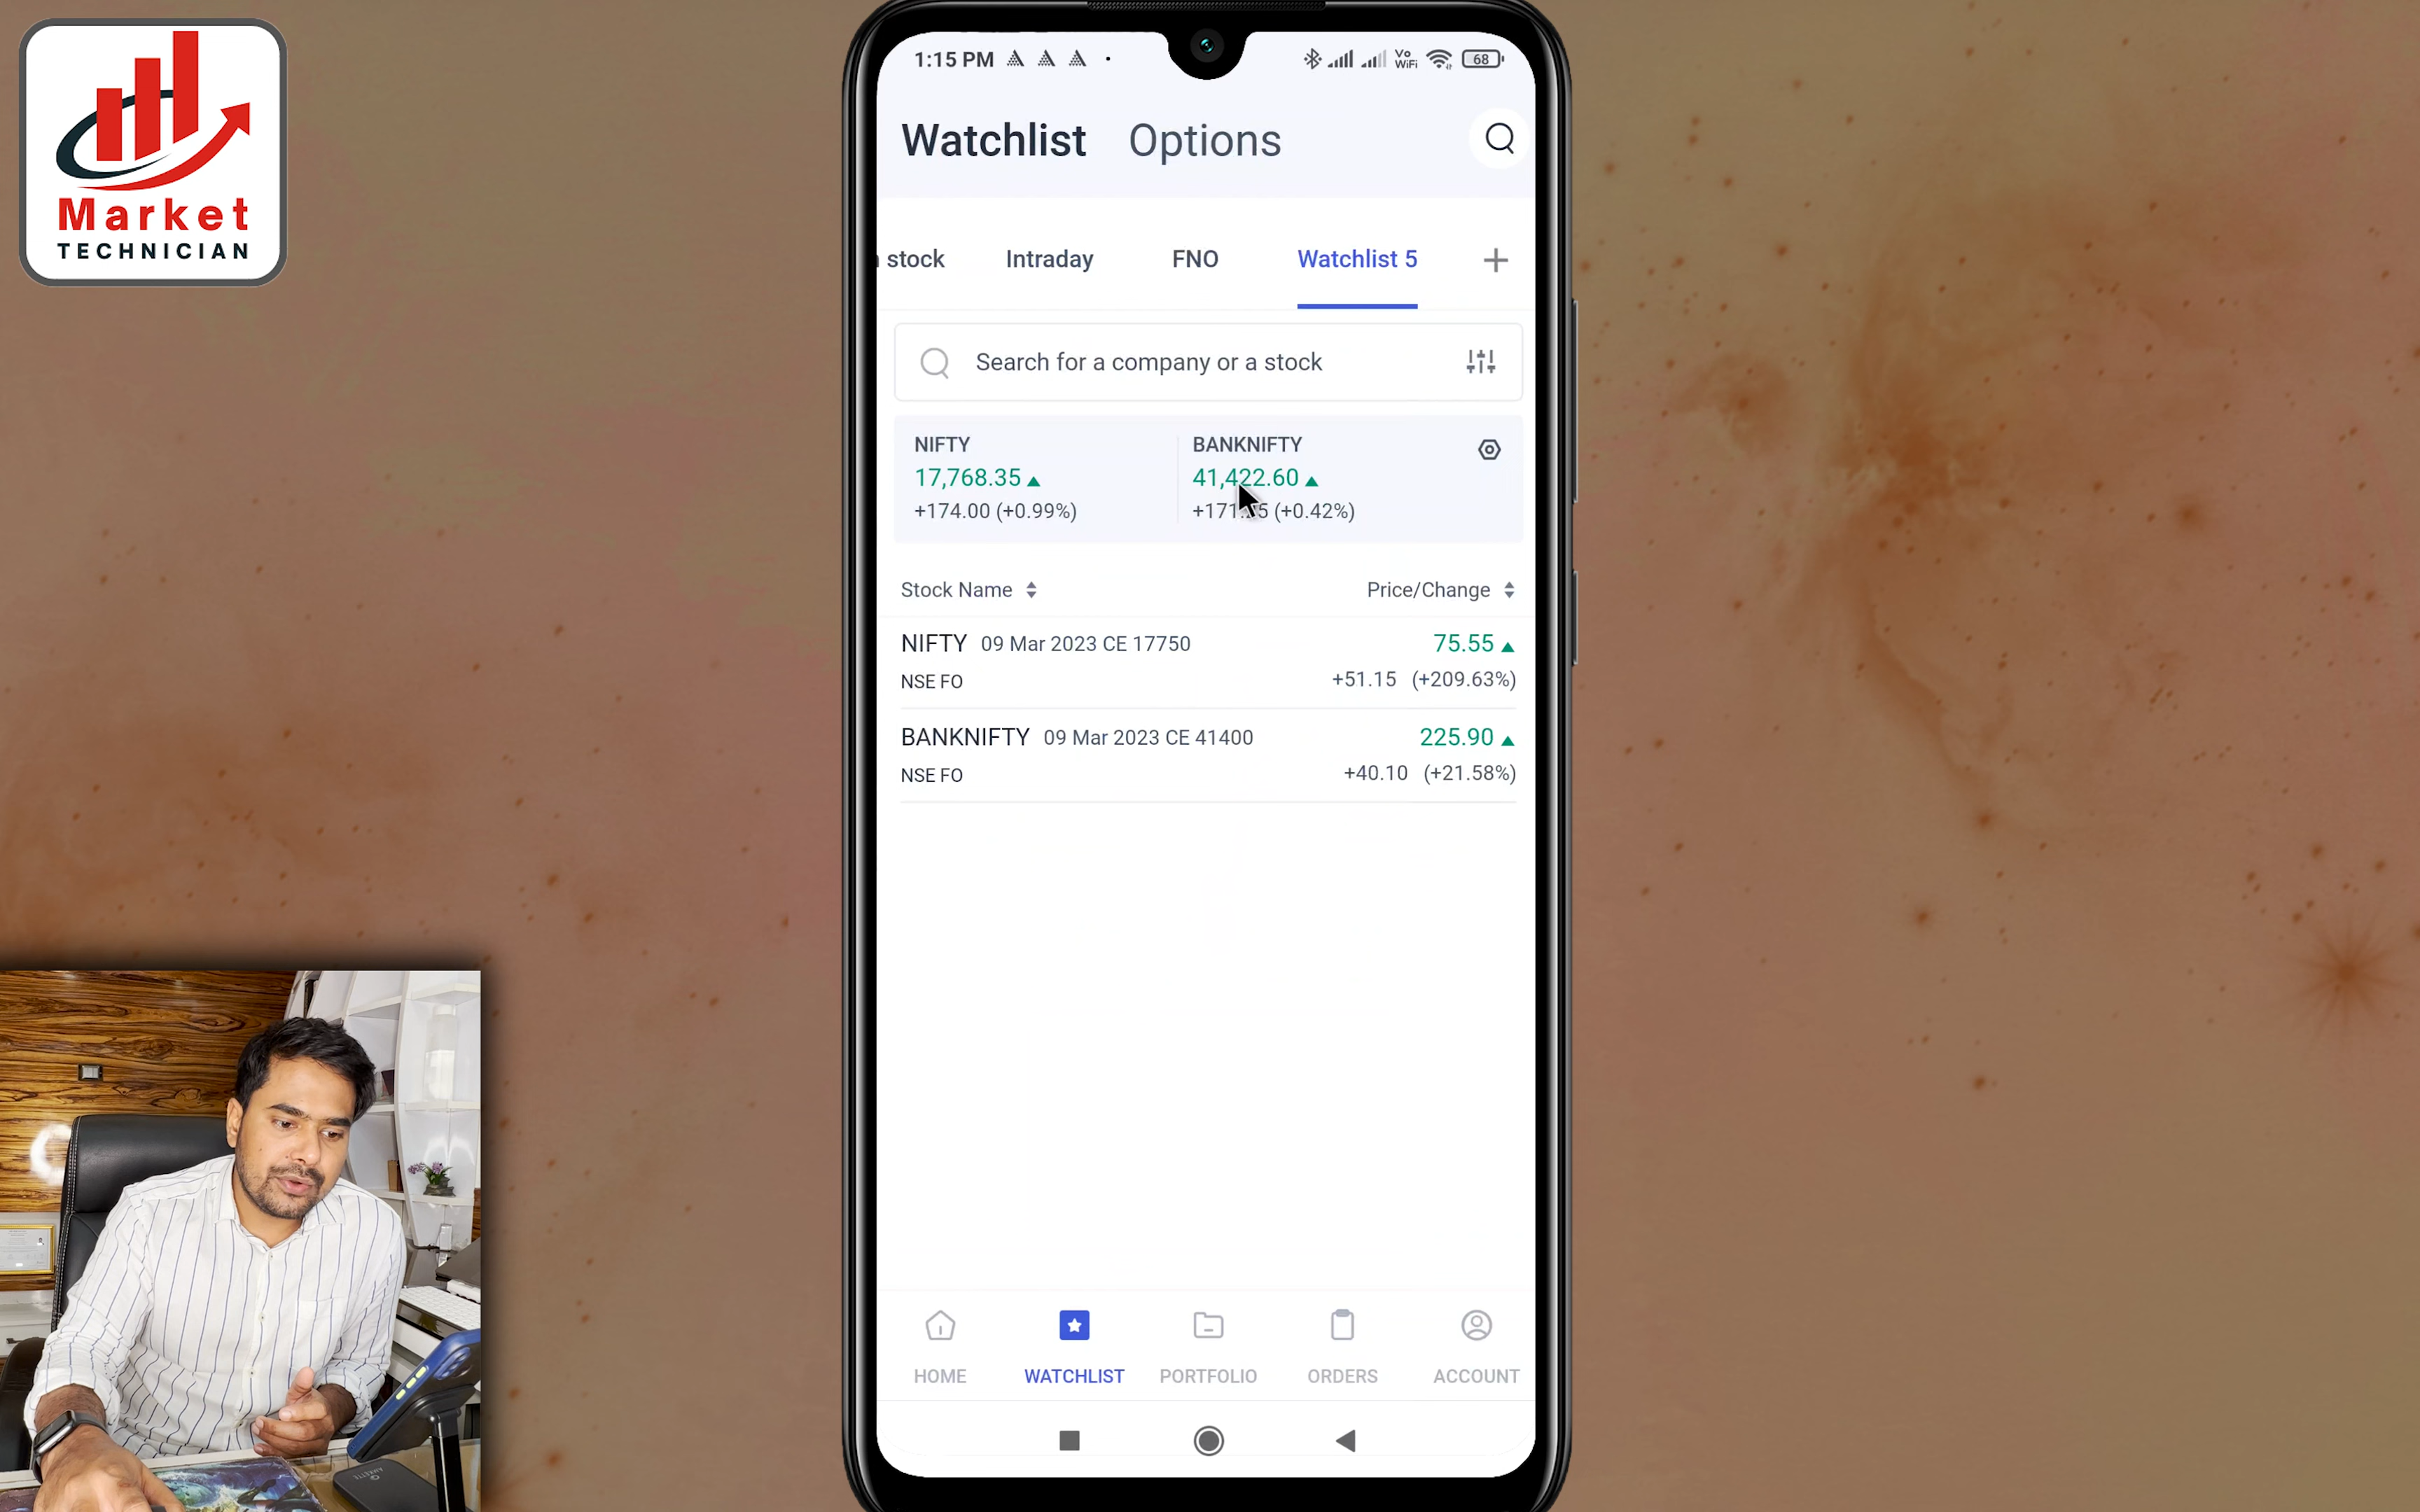 Market
TECHNICIAN
1:15 PM
Vo
WiFi
68
Watchlist Options
stock Intraday FNO Watchlist 5 +
Search for a company or a stock
NIFTY BANKNIFTY
17,768.35 ▲ 41,422.60 ▲
+174.00 (+0.99%) (+0.42%)
Stock Name Price/Change
NIFTY 09 Mar 2023 CE 17750 75.55 ▲
NSE FO +51.15 (+209.63%)
BANKNIFTY 09 Mar 2023 CE 41400 225.90 ▲
NSE FO +40.10 (+21.58%)
HOME WATCHLIST PORTFOLIO ORDERS ACCOUNT